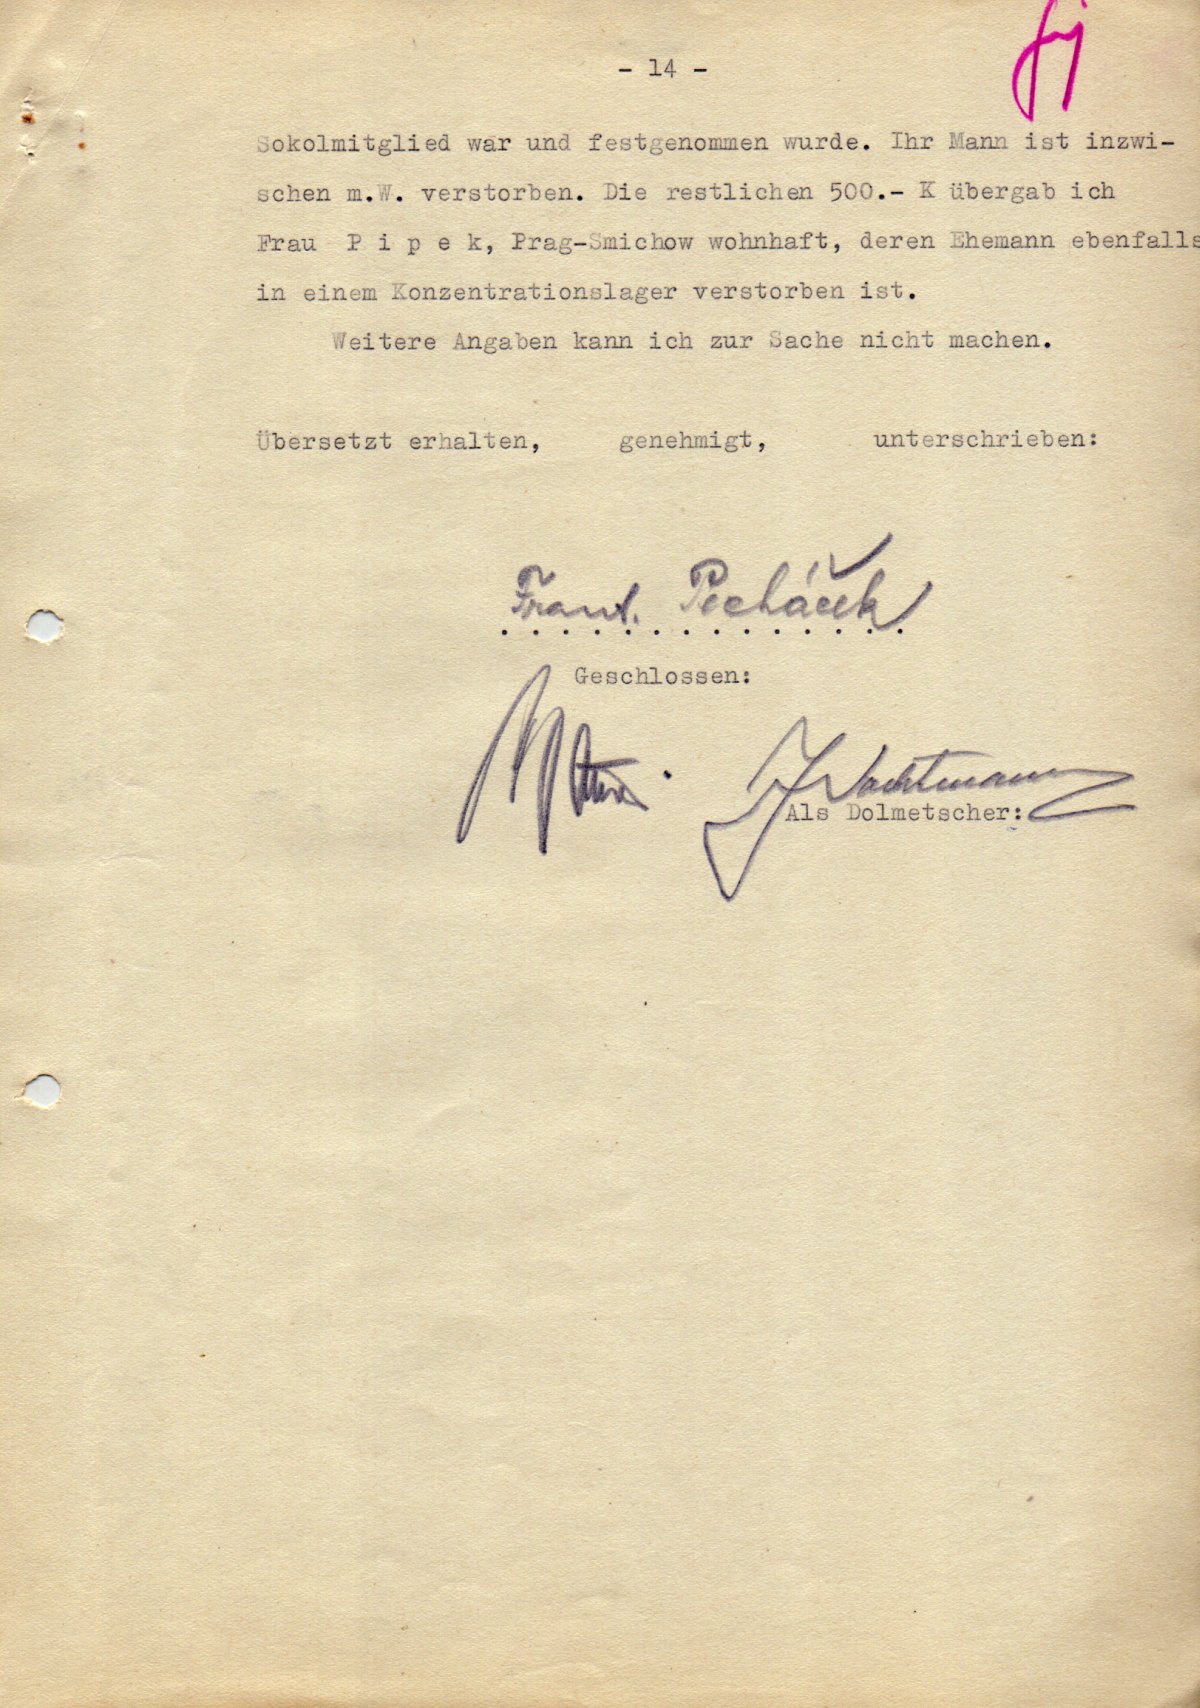 - 14 -
Sokolmitglied war und festgenommen wurde. Ihr Mann ist inzwi-
schen m.W. verstorben. Die restlichen 500.- K übergab ich
Frau P i p e k, Prag-Smichow wohnhaft, deren Ehemann ebenfalls
in einem Konzentrationslager verstorben ist.
Weitere Angaben kann ich zur Sache nicht machen.
Übersetzt erhalten, genehmigt, unterschrieben:
Frant. Pecháček
. . . . . . . . . . . . . .
Geschlossen:
Wachtmann
Als Dolmetscher: